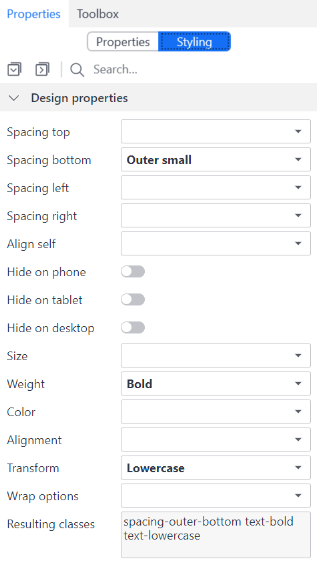 Properties Toolbox
Properties Styling
Search...
Design properties
Spacing top
Spacing bottom Outer small
Spacing left
Spacing right
Align self
Hide on phone
Hide on tablet
Hide on desktop
Size
Weight Bold
Color
Alignment
Transform Lowercase
Wrap options
Resulting classes spacing-outer-bottom text-bold
text-lowercase